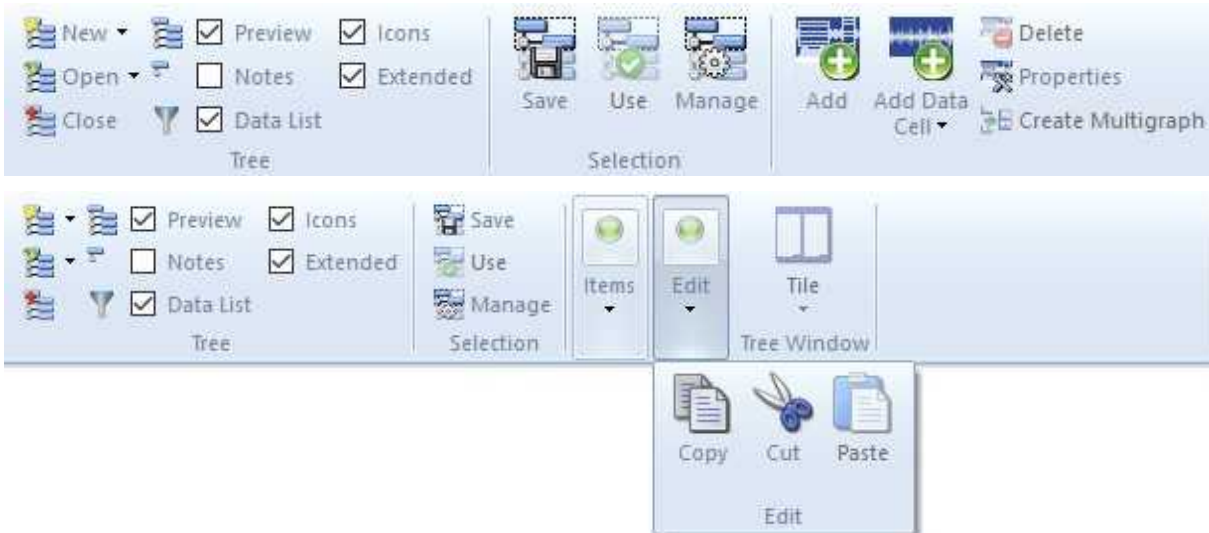 New Preview Icons Delete
Open Notes Extended Properties
Save Use Manage Add Add Data
Close Data List Cell Create Multigraph
Tree Selection
Preview Icons Save
Notes Extended Use
Items Edit Tile
Data List Manage
Tree Selection Tree Window
Copy Cut Paste
Edit